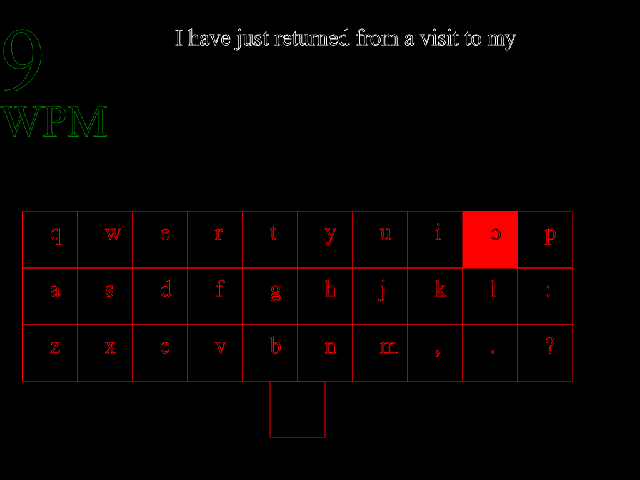 I have just returned from a visit to my
9
WPM
q w e r t y u i o p
a s d f g h j k l ;
z x c v b n m , . ?